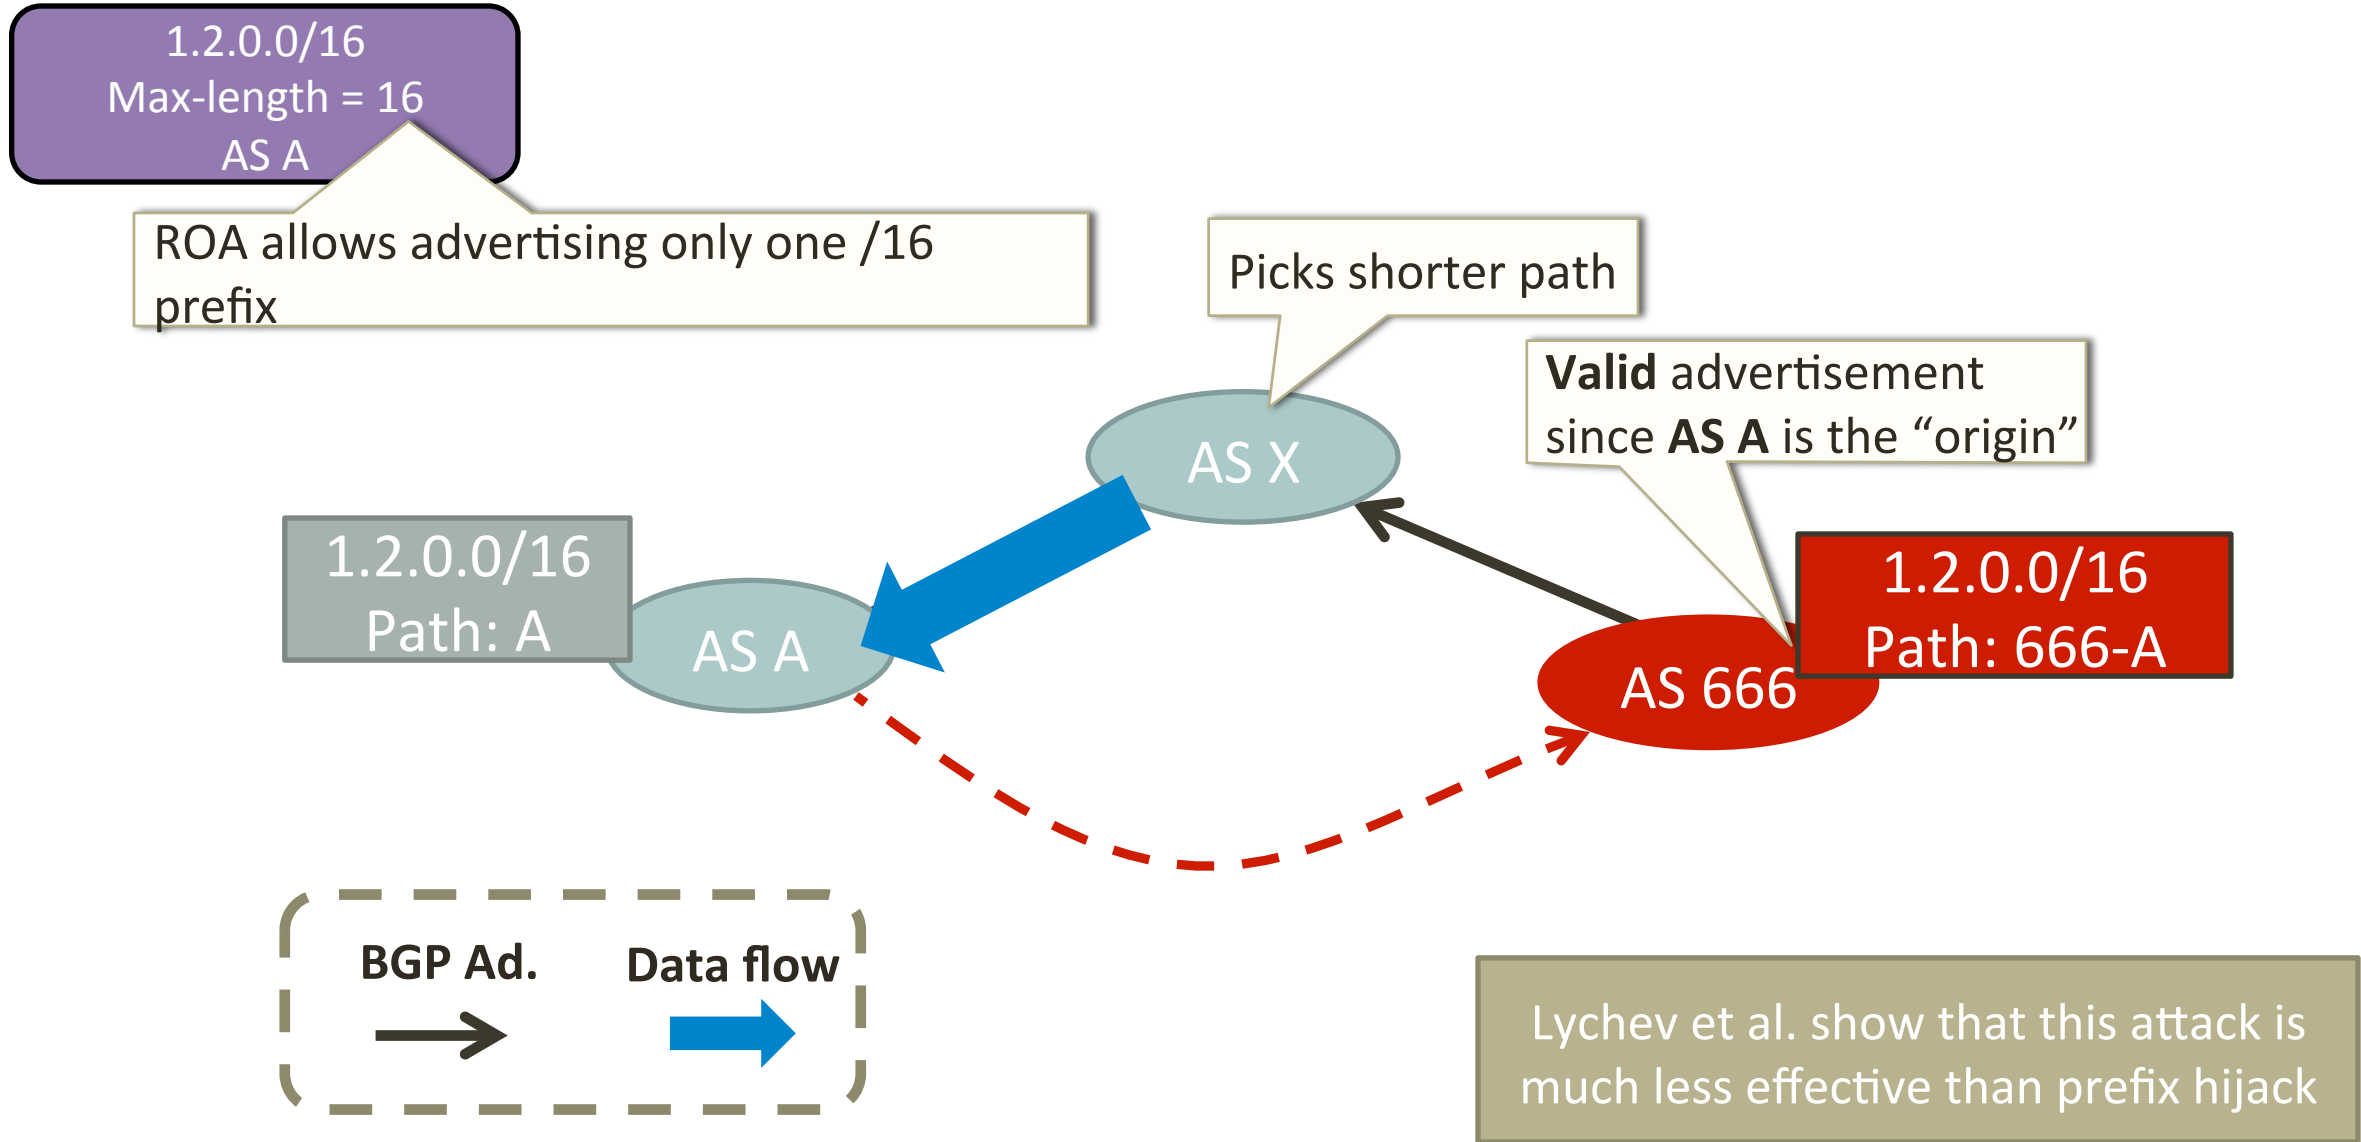 1.2.0.0/16
Max-length = 16
AS A
ROA allows advertising only one /16
prefix
Picks shorter path
Valid advertisement
since AS A is the “origin”
AS X
1.2.0.0/16
Path: A
AS A
1.2.0.0/16
Path: 666-A
AS 666
BGP Ad.
Data flow
Lychev et al. show that this attack is
much less effective than prefix hijack